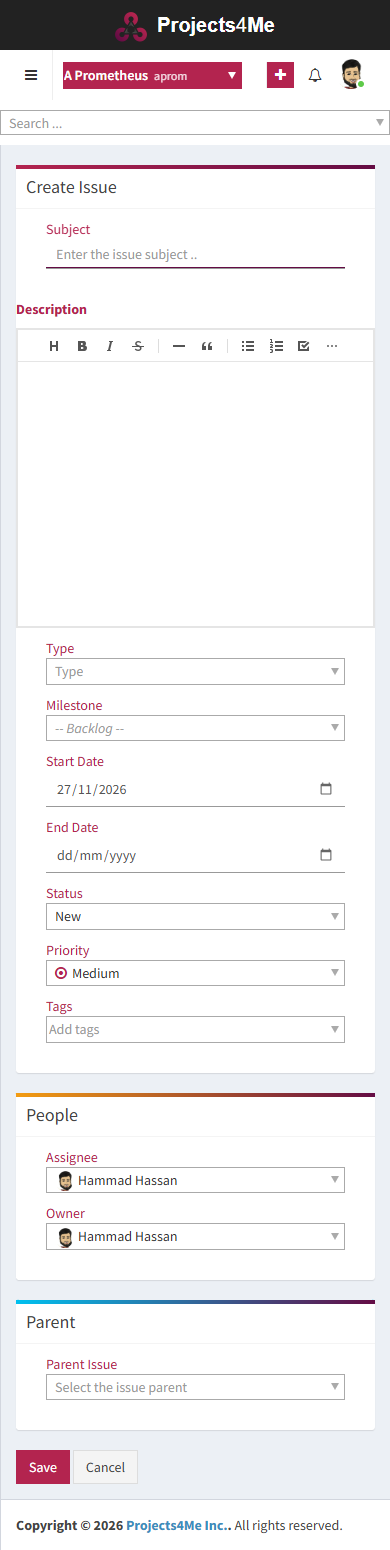 Projects4Me
A Prometheus aprom
Search ...
Create Issue
Subject
Enter the issue subject ..
Description
H B I S
Type
Type
Milestone
-- Backlog --
Start Date
27/11/2026
End Date
dd/mm/yyyy
Status
New
Priority
Medium
Tags
Add tags
People
Assignee
Hammad Hassan
Owner
Hammad Hassan
Parent
Parent Issue
Select the issue parent
Save Cancel
Copyright © 2026 Projects4Me Inc.. All rights reserved.